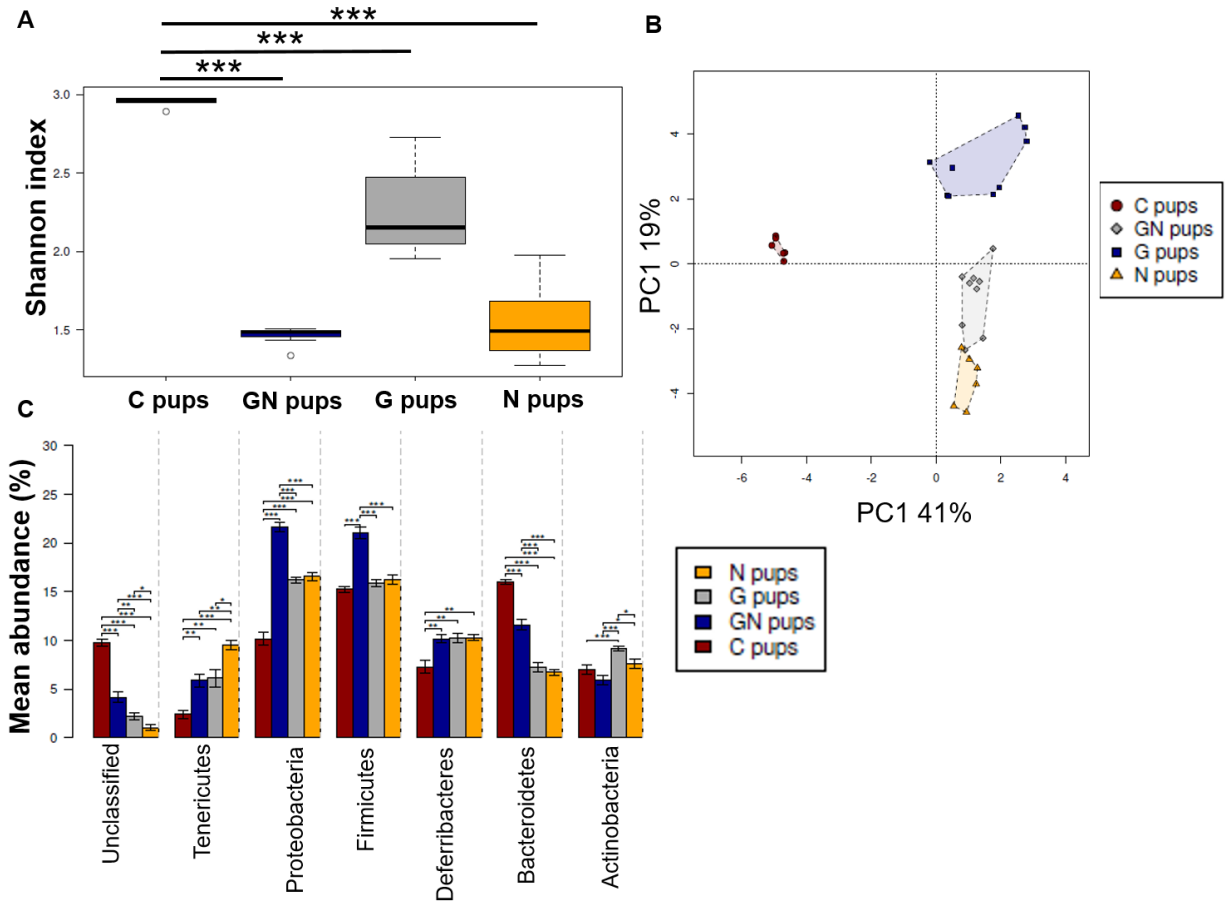 A
***
***
***
Shannon index
3.0
2.5
2.0
1.5
C pups
GN pups
G pups
N pups
B
PC1 19%
4
2
0
-2
-4
-6
-4
-2
0
2
4
PC1 41%
C pups
GN pups
G pups
N pups
C
Mean abundance (%)
30
25
20
15
10
5
0
*
***
**
***
***
***
*
**
***
**
**
***
***
***
***
***
***
***
***
**
**
**
***
***
***
***
***
*
*
***
***
Unclassified
Tenericutes
Proteobacteria
Firmicutes
Deferribacteres
Bacteroidetes
Actinobacteria
N pups
G pups
GN pups
C pups